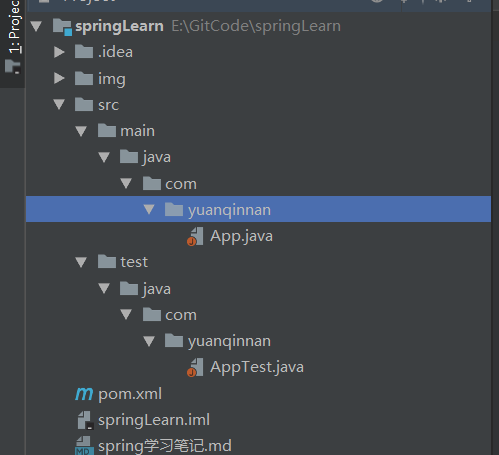 1: Project
springLearn E:\GitCode\springLearn
.idea
img
src
main
java
com
yuanqinnan
App.java
test
java
com
yuanqinnan
AppTest.java
pom.xml
springLearn.iml
spring学习笔记.md